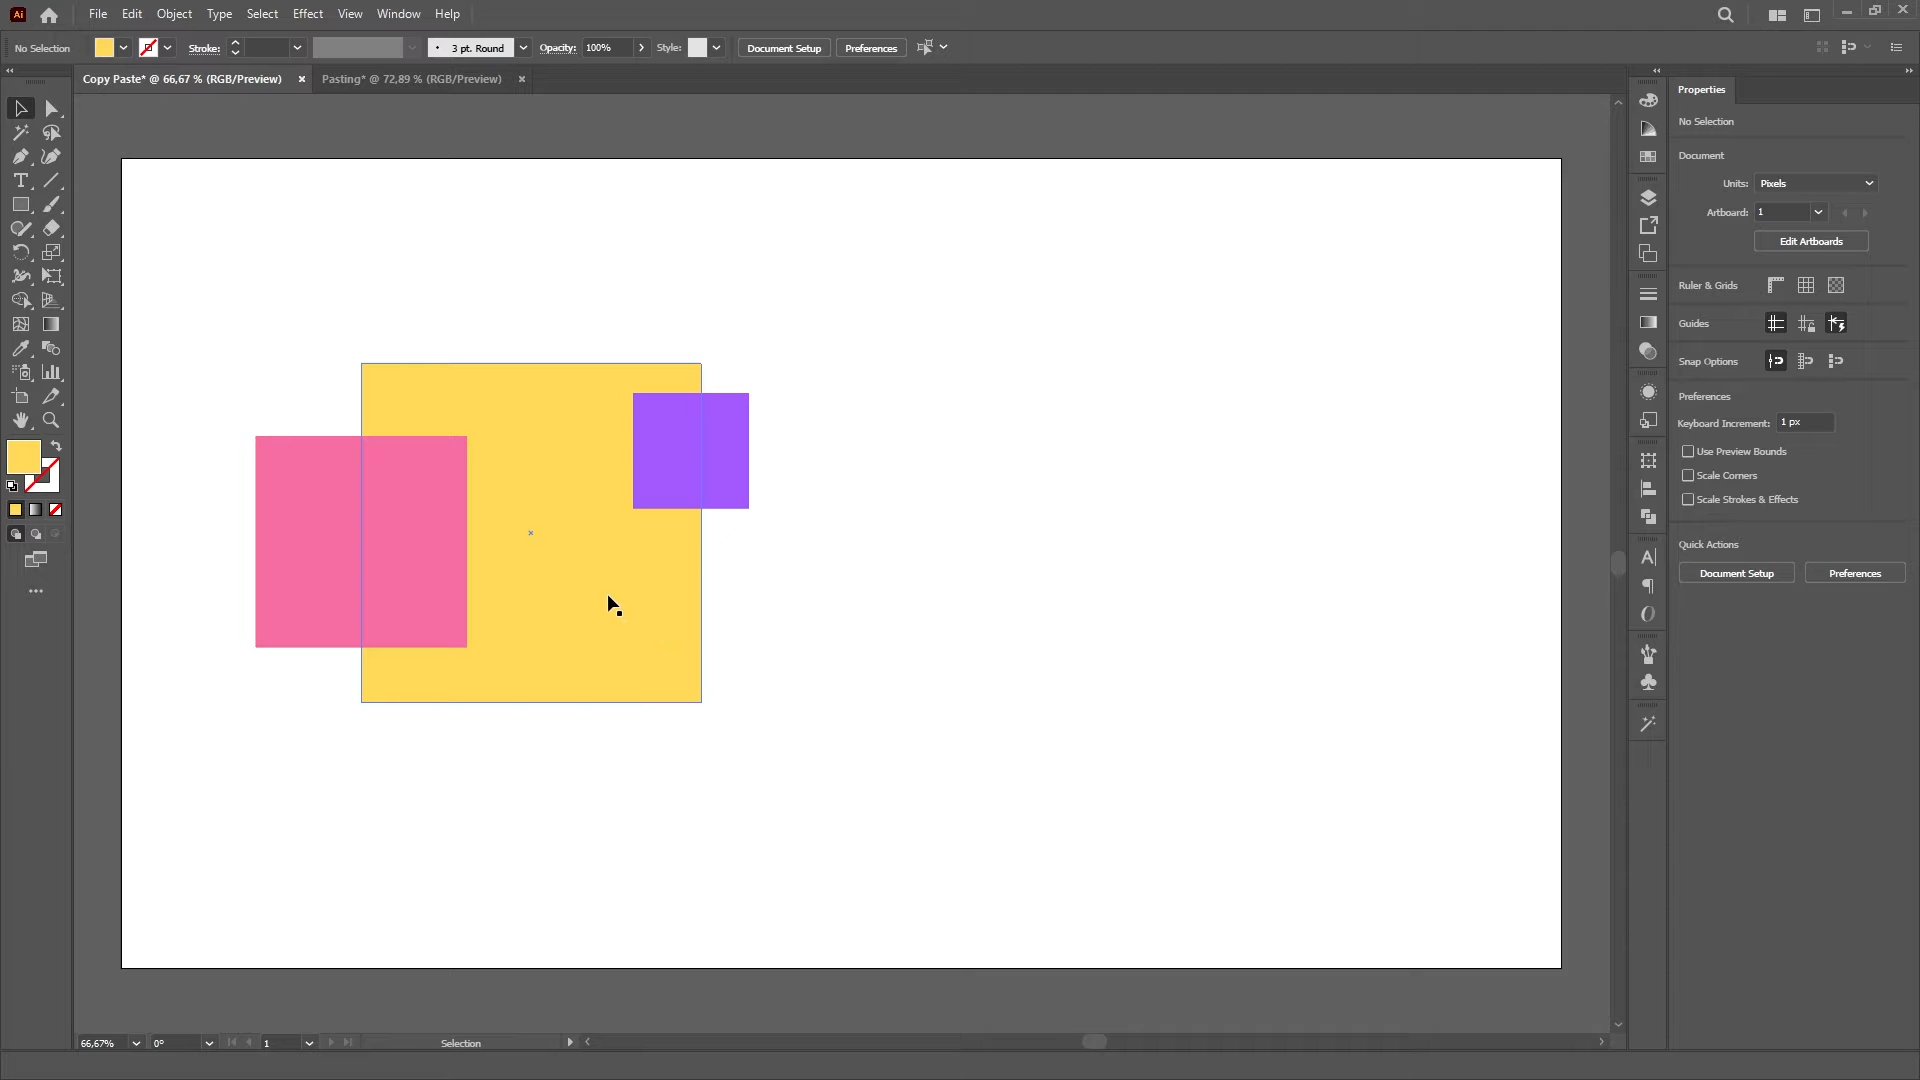 Ai File Edit Object Type Select Effect View Window Help
No Selection Stroke: 3 pt. Round Opacity: 100% Style: Document Setup Preferences
Copy Paste* @ 66,67 % (RGB/Preview) × Pasting* @ 72,89 % (RGB/Preview) ×
Properties
No Selection
Document
Units: Pixels
Artboard: 1
Edit Artboards
Ruler & Grids
Guides
Snap Options
Preferences
Keyboard Increment: 1 px
Use Preview Bounds
Scale Corners
Scale Strokes & Effects
Quick Actions
Document Setup Preferences
66,67% 0° 1 Selection